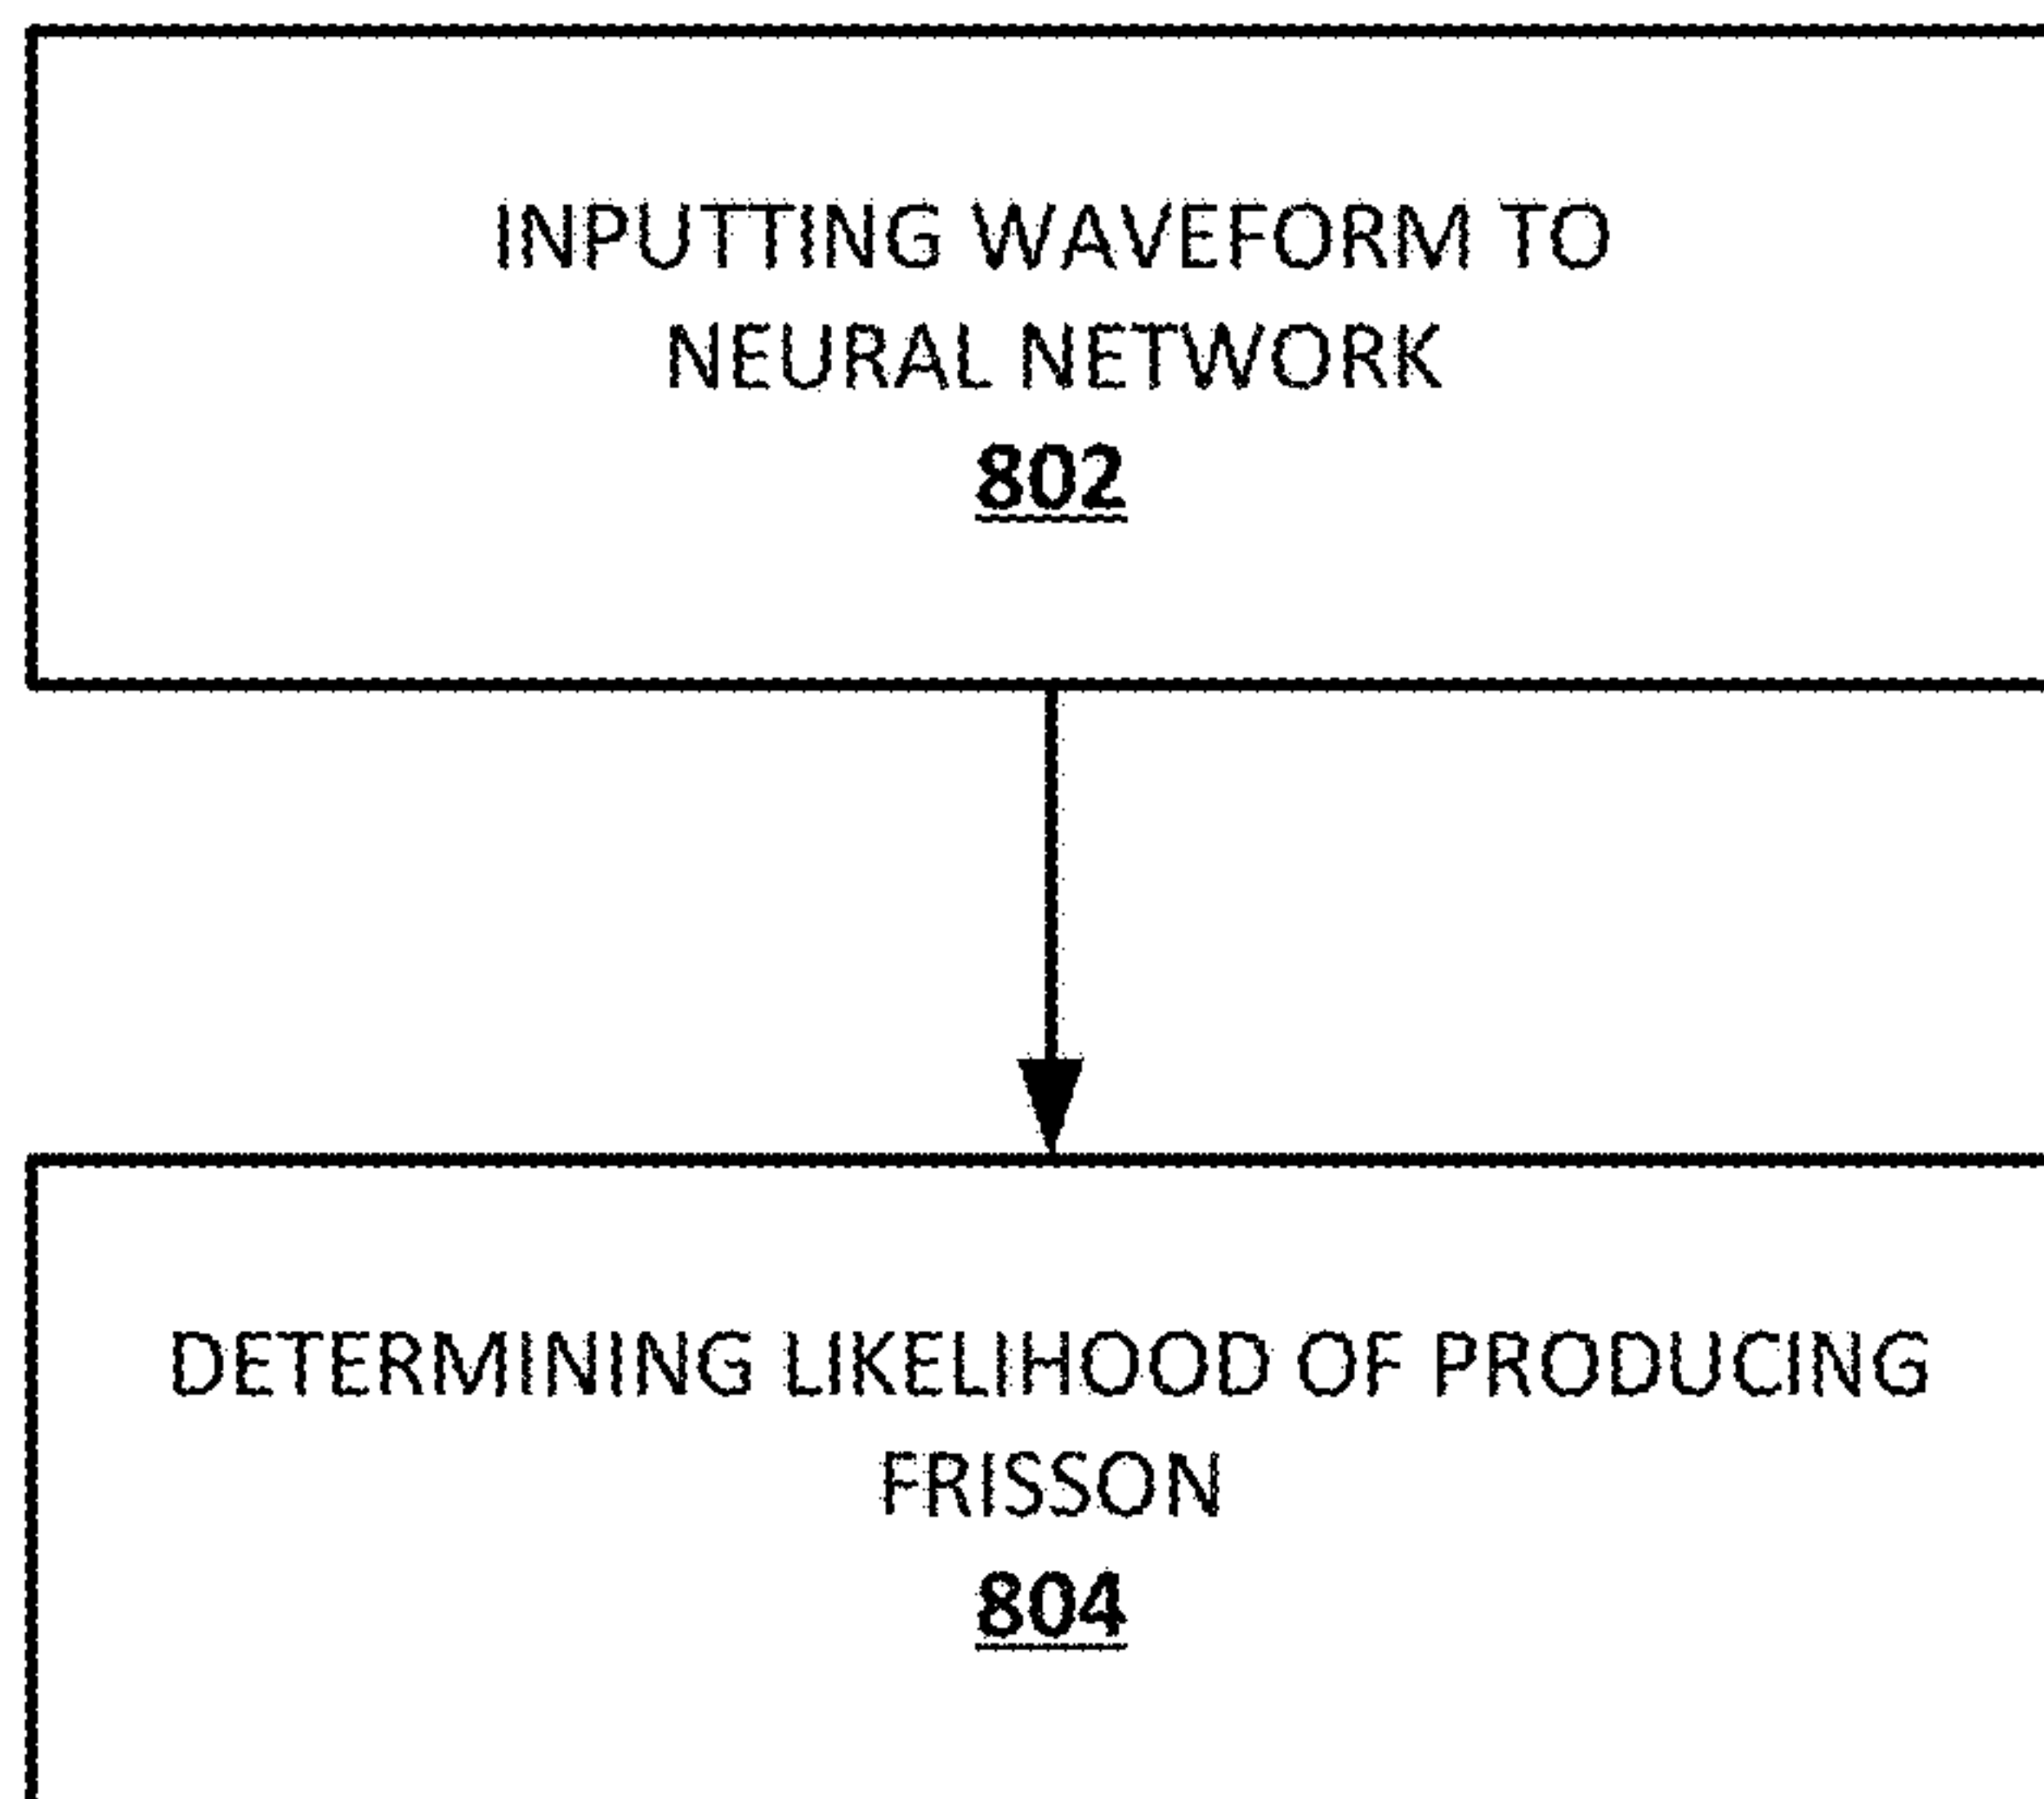 INPUTTING WAVEFORM TO
NEURAL NETWORK
802
DETERMINING LIKELIHOOD OF PRODUCING
FRISSON
804